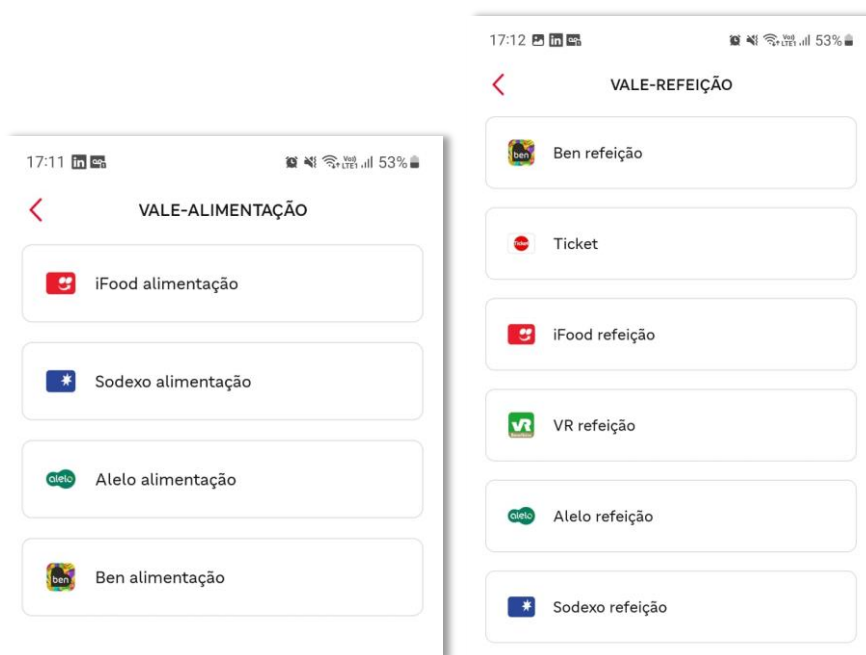 17:11 53%
VALE-ALIMENTAÇÃO
iFood alimentação
Sodexo alimentação
alelo Alelo alimentação
ben Ben alimentação
17:12 53%
VALE-REFEIÇÃO
ben Ben refeição
Ticket Ticket
iFood refeição
VR VR refeição
alelo Alelo refeição
Sodexo refeição